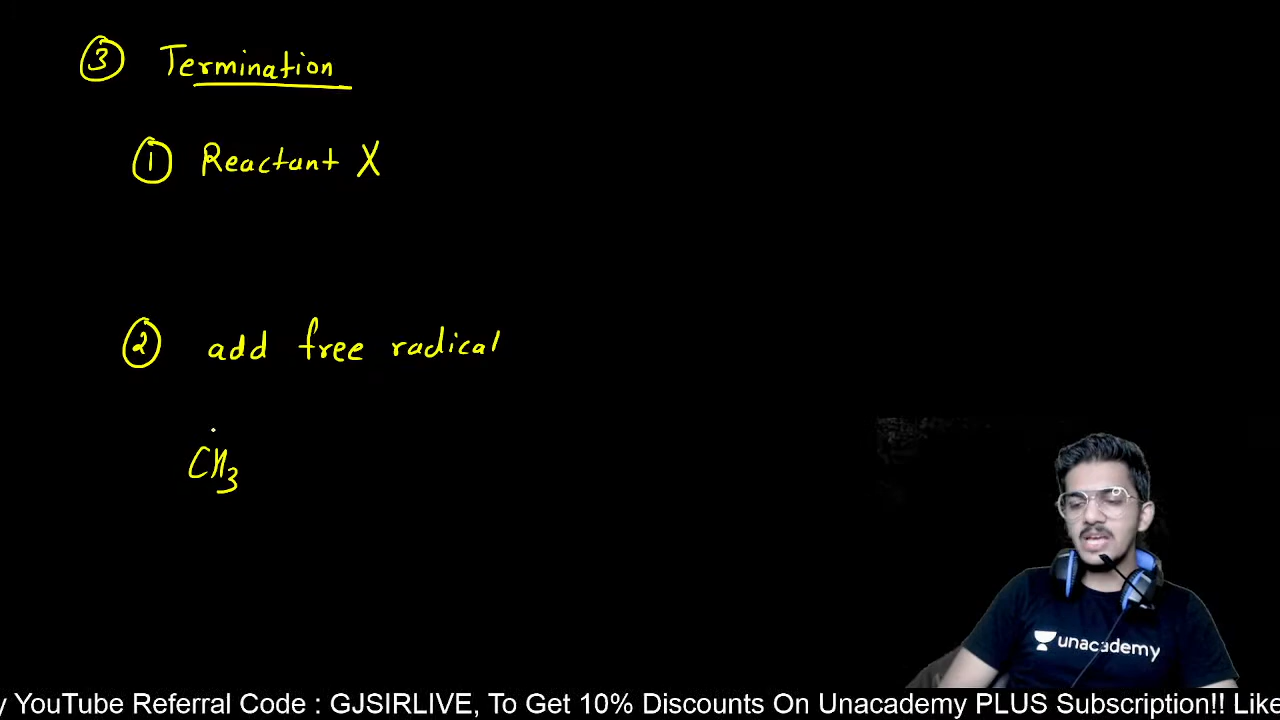 ③ Termination
① Reactant X
② add free radical
ĊH₃
unacademy
y YouTube Referral Code : GJSIRLIVE, To Get 10% Discounts On Unacademy PLUS Subscription!! Like